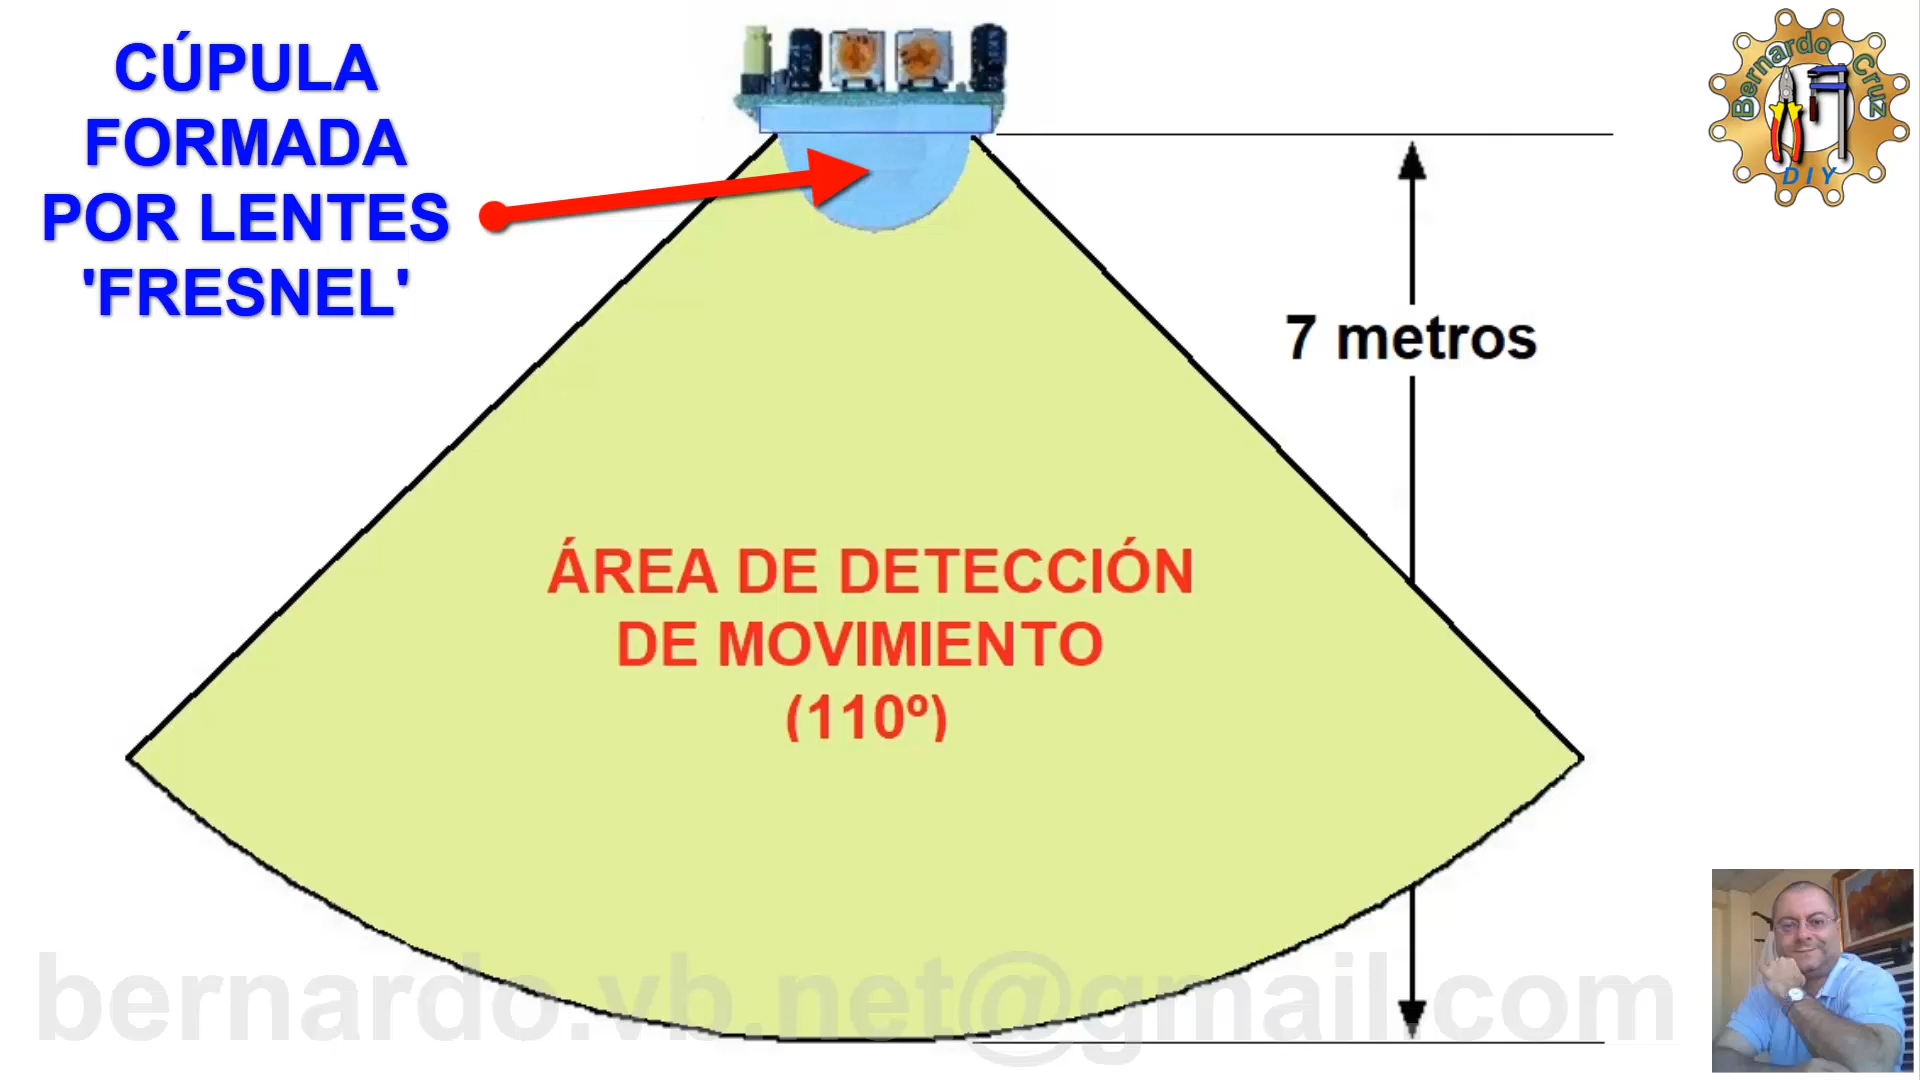 CÚPULA
FORMADA
POR LENTES
'FRESNEL'
Bernardo Cruz
DIY
7 metros
ÁREA DE DETECCIÓN
DE MOVIMIENTO
(110º)
bernardo.vb.net@gmail.com